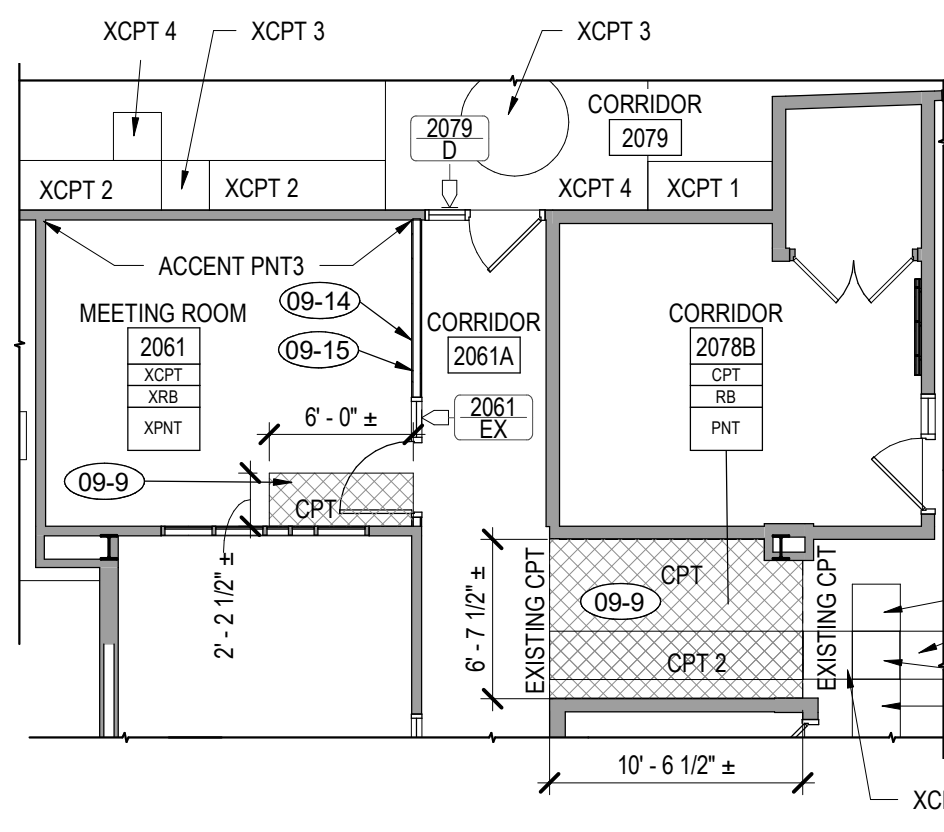 XCPT 4
XCPT 3
XCPT 3
CORRIDOR
2079
2079
D
XCPT 2
XCPT 2
XCPT 4
XCPT 1
ACCENT PNT3
09-14
MEETING ROOM
2061
XCPT
XRB
XPNT
09-15
CORRIDOR
2061A
CORRIDOR
2078B
CPT
RB
PNT
6' - 0" ±
2061
EX
09-9
CPT
2' - 2 1/2" ±
6' - 7 1/2" ±
EXISTING CPT
CPT
09-9
CPT 2
EXISTING CPT
10' - 6 1/2" ±